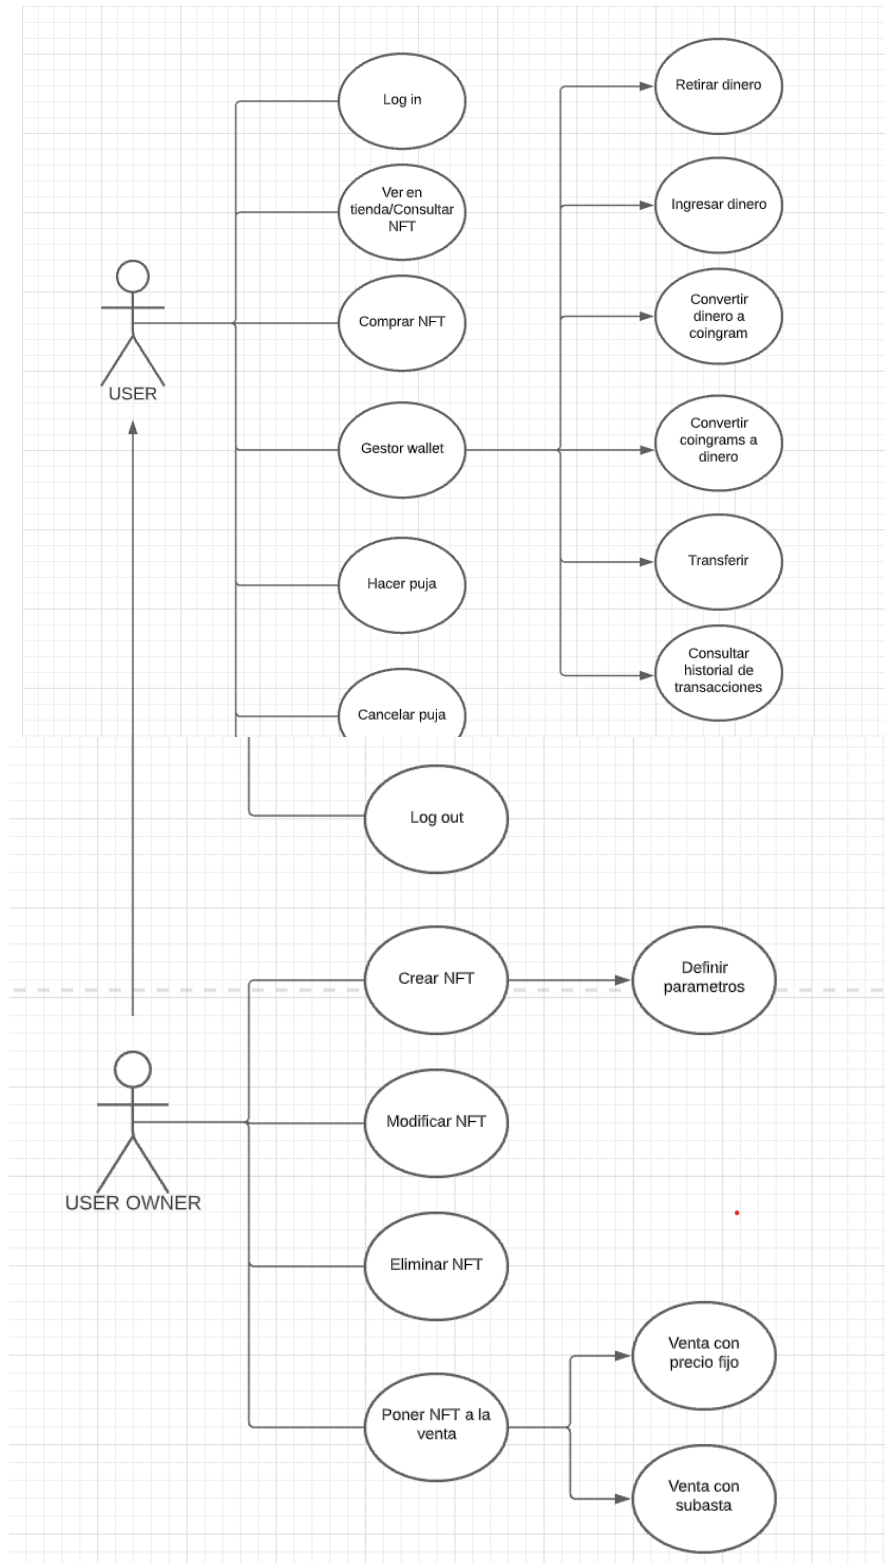 Log in
Ver en
tienda/Consultar
NFT
Comprar NFT
Gestor wallet
Hacer puja
Cancelar puja
USER
Retirar dinero
Ingresar dinero
Convertir
dinero a
coingram
Convertir
coingrams a
dinero
Transferir
Consultar
historial de
transacciones
Log out
Crear NFT
Definir
parametros
Modificar NFT
USER OWNER
Eliminar NFT
Poner NFT a la
venta
Venta con
precio fijo
Venta con
subasta